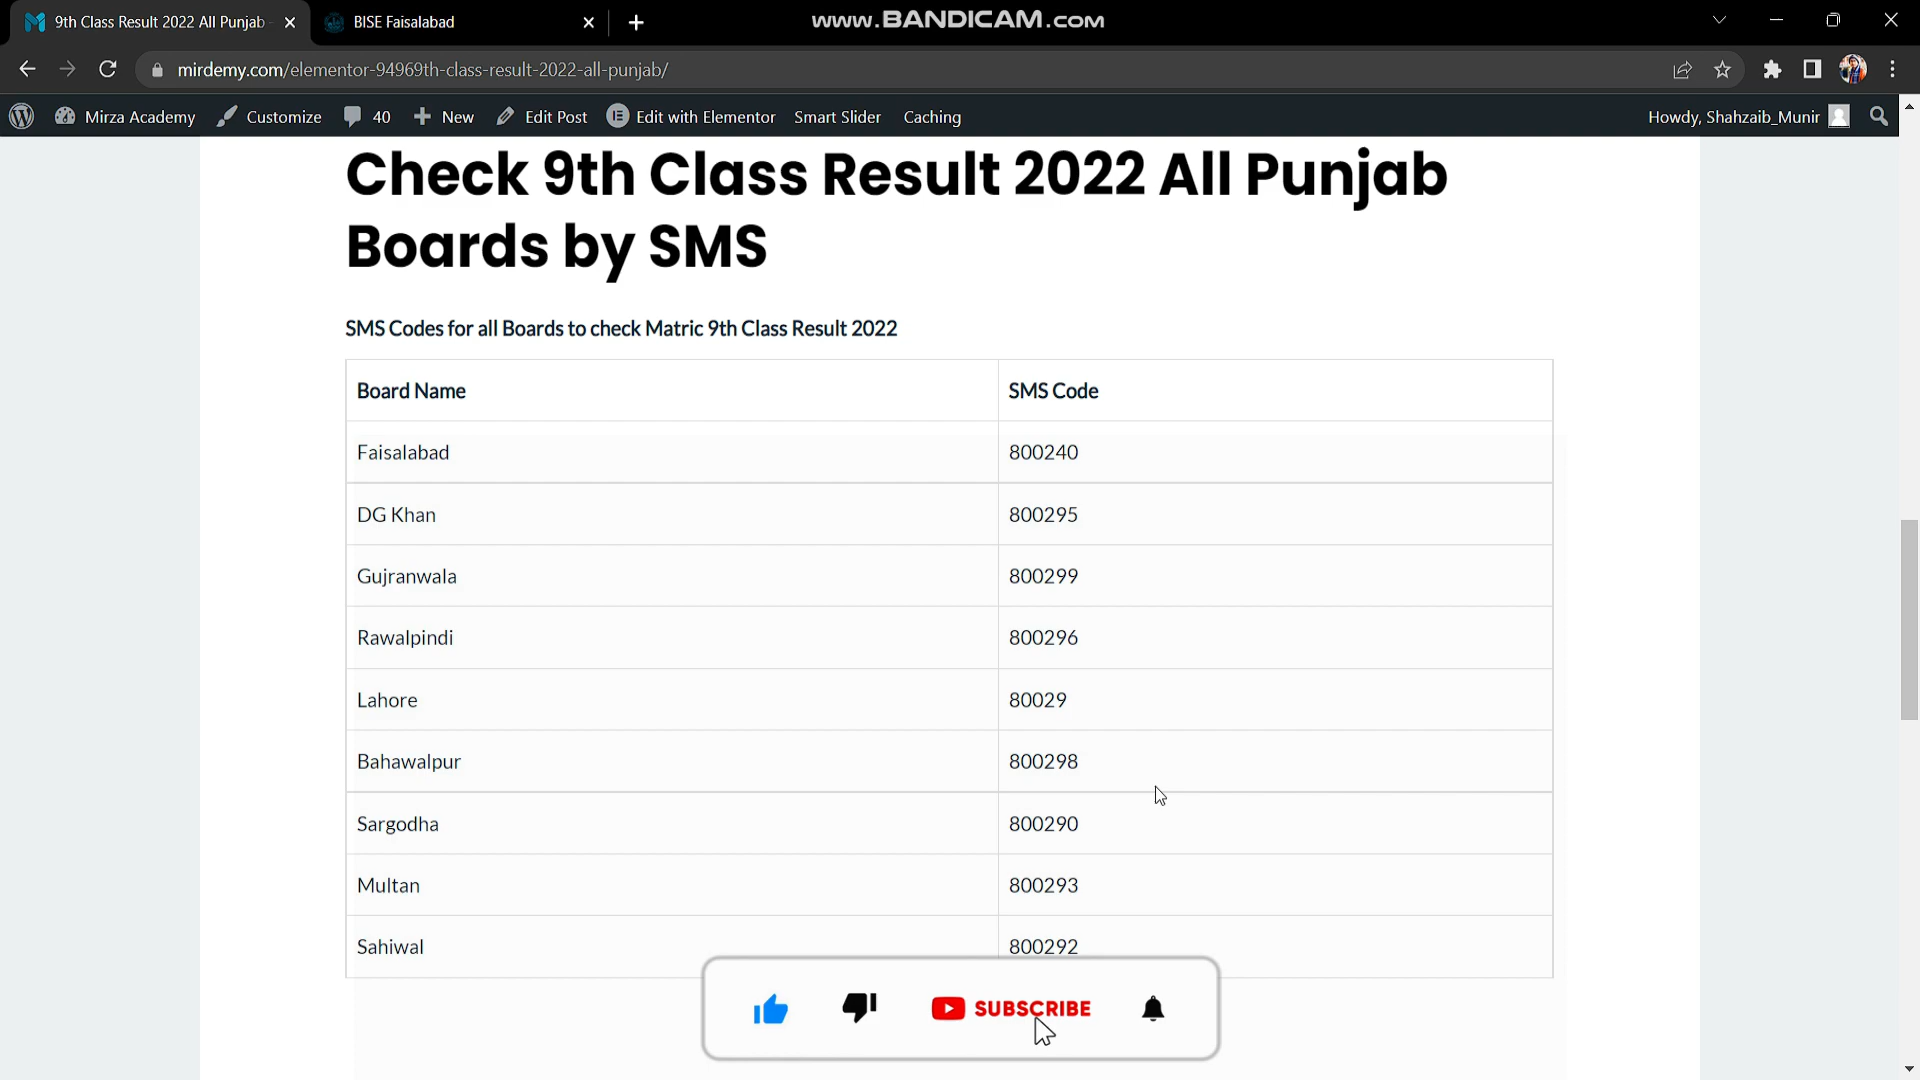 9th Class Result 2022 All Punjab
BISE Faisalabad
www.BANDICAM.com
mirdemy.com/elementor-94969th-class-result-2022-all-punjab/
Mirza Academy
Customize
40
New
Edit Post
Edit with Elementor
Smart Slider
Caching
Howdy, Shahzaib_Munir
Check 9th Class Result 2022 All Punjab
Boards by SMS
SMS Codes for all Boards to check Matric 9th Class Result 2022
Board Name SMS Code
Faisalabad 800240
DG Khan 800295
Gujranwala 800299
Rawalpindi 800296
Lahore 80029
Bahawalpur 800298
Sargodha 800290
Multan 800293
Sahiwal 800292
SUBSCRIBE